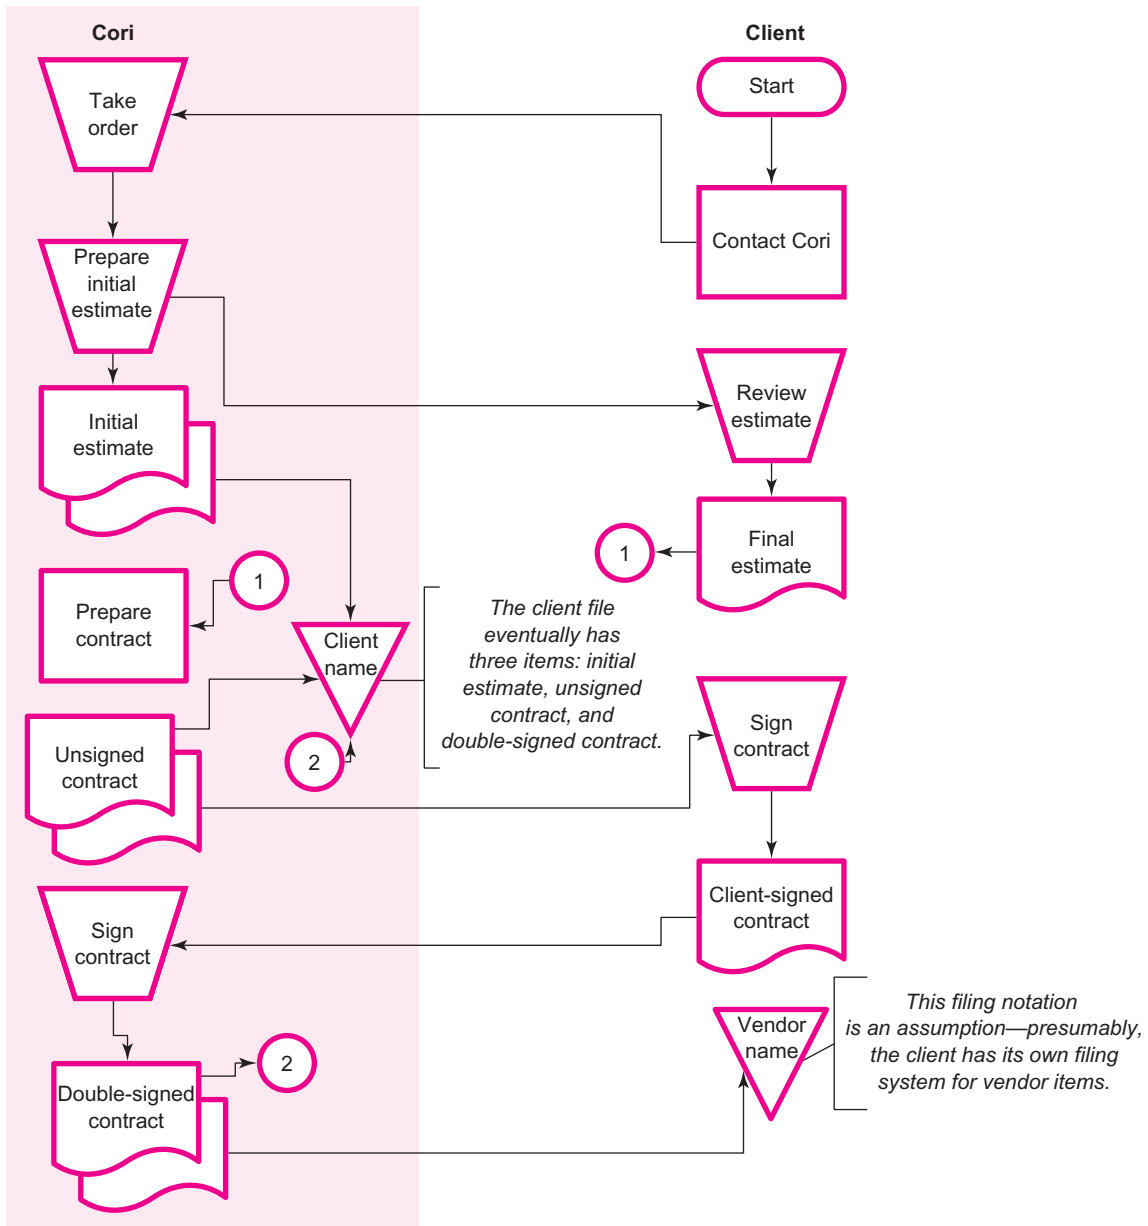 Cori
Client
Start
Take
order
Contact Cori
Prepare
initial
estimate
Review
estimate
Initial
estimate
Final
estimate
1
1
Prepare
contract
Client
name
The client file
eventually has
three items: initial
estimate, unsigned
contract, and
double-signed contract.
Unsigned
contract
2
Sign
contract
Client-signed
contract
Sign
contract
Vendor
name
This filing notation
is an assumption—presumably,
the client has its own filing
system for vendor items.
Double-signed
contract
2